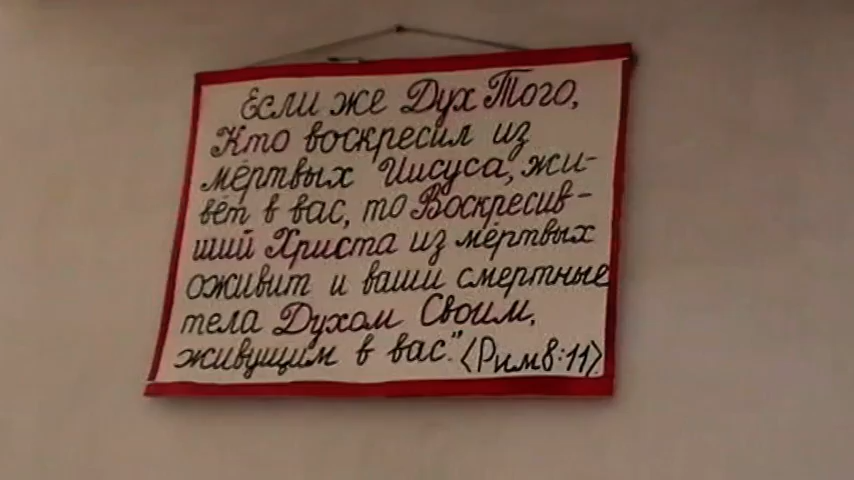 Если же Дух Того,
Кто воскресил из
мёртвых Иисуса, жи-
вёт в вас, то Воскресив-
ший Христа из мёртвых
оживит и ваши смертные
тела Духом Своим,
живущим в вас." (Рим 8:11).